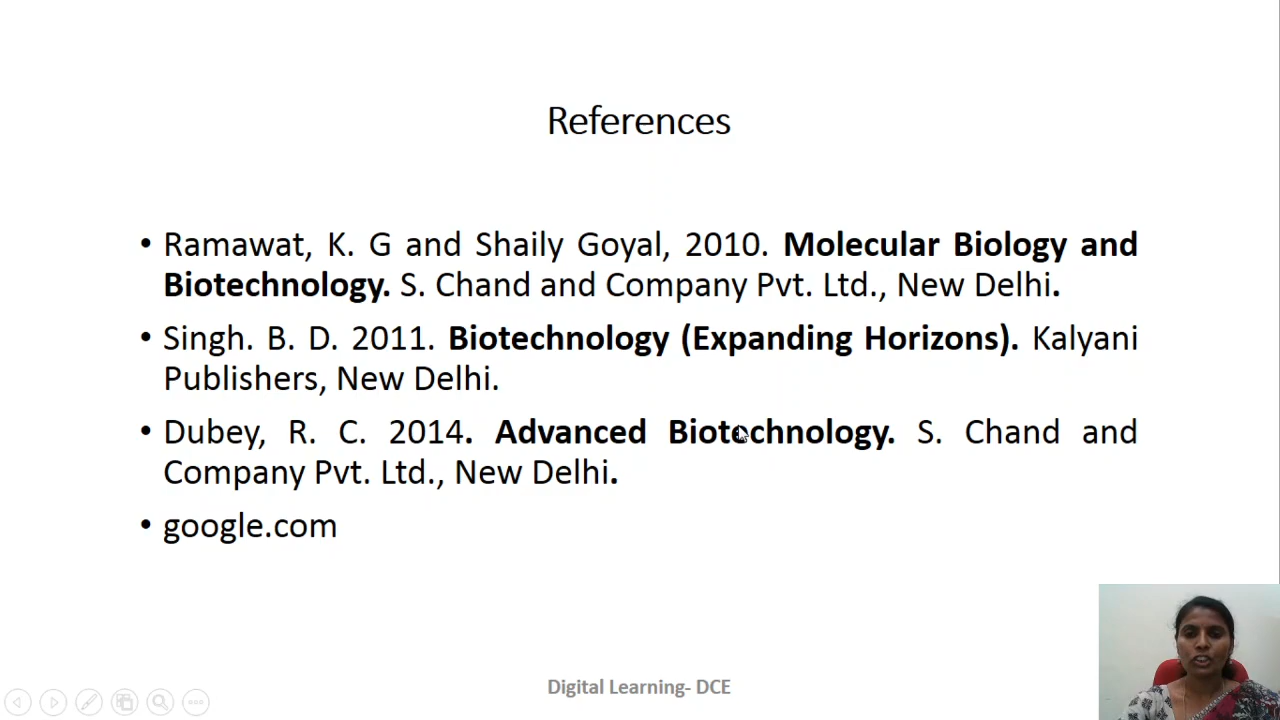 References
• Ramawat, K. G and Shaily Goyal, 2010. Molecular Biology and
Biotechnology. S. Chand and Company Pvt. Ltd., New Delhi.
• Singh. B. D. 2011. Biotechnology (Expanding Horizons). Kalyani
Publishers, New Delhi.
• Dubey, R. C. 2014. Advanced Biotechnology. S. Chand and
Company Pvt. Ltd., New Delhi.
• google.com
Digital Learning- DCE